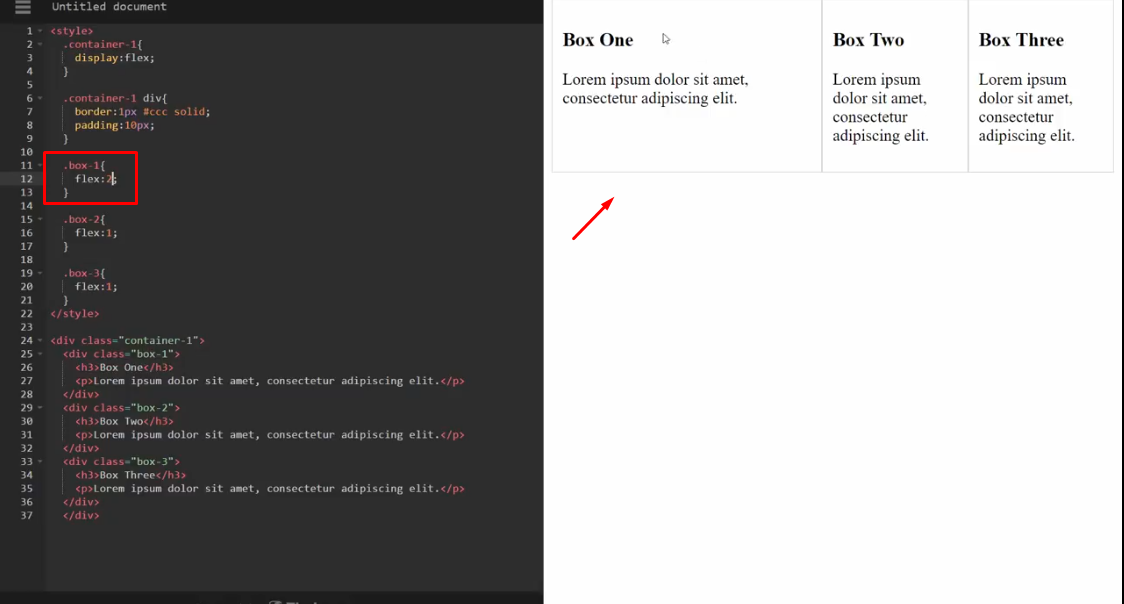 Untitled document
1 <style>
2 .container-1{
3 display:flex;
4 }
5
6 .container-1 div{
7 border:1px #ccc solid;
8 padding:10px;
9 }
10
11 .box-1{
12 flex:2;
13 }
14
15 .box-2{
16 flex:1;
17 }
18
19 .box-3{
20 flex:1;
21 }
22 </style>
23
24 <div class="container-1">
25 <div class="box-1">
26 <h3>Box One</h3>
27 <p>Lorem ipsum dolor sit amet, consectetur adipiscing elit.</p>
28 </div>
29 <div class="box-2">
30 <h3>Box Two</h3>
31 <p>Lorem ipsum dolor sit amet, consectetur adipiscing elit.</p>
32 </div>
33 <div class="box-3">
34 <h3>Box Three</h3>
35 <p>Lorem ipsum dolor sit amet, consectetur adipiscing elit.</p>
36 </div>
37 </div>
Box One
Lorem ipsum dolor sit amet,
consectetur adipiscing elit.
Box Two
Lorem ipsum
dolor sit amet,
consectetur
adipiscing elit.
Box Three
Lorem ipsum
dolor sit amet,
consectetur
adipiscing elit.